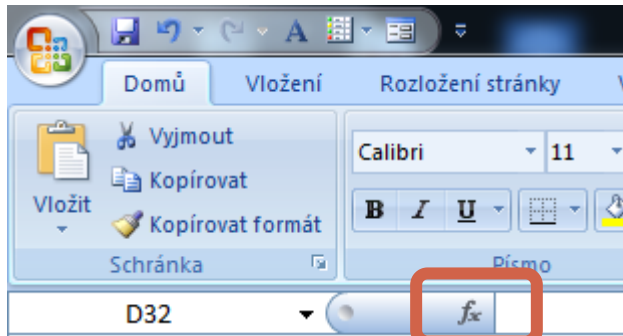 A
Domů Vložení Rozložení stránky
Vyjmout
Calibri 11
Kopírovat
Vložit
B I U
Kopírovat formát
Schránka Písmo
D32 fx